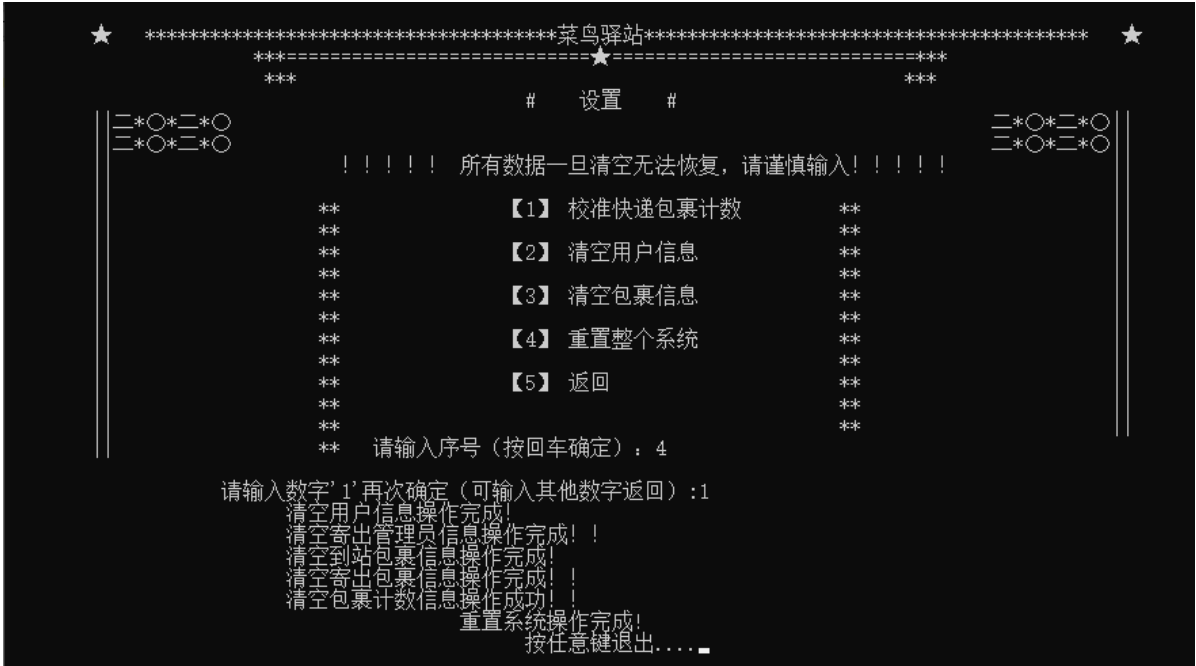 ★ **************************************菜鸟驿站***************************************** ★
***============================★============================***
*** ***
# 设置 #
二*〇*二*〇 二*〇*二*〇
二*〇*二*〇 二*〇*二*〇
!!!!! 所有数据一旦清空无法恢复，请谨慎输入!!!!!
** 【1】 校准快递包裹计数 **
** **
** 【2】 清空用户信息 **
** **
** 【3】 清空包裹信息 **
** **
** 【4】 重置整个系统 **
** **
** 【5】 返回 **
** **
** **
** 请输入序号（按回车确定）：4
请输入数字'1'再次确定（可输入其他数字返回）:1
清空用户信息操作完成!
清空寄出管理员信息操作完成!!
清空到站包裹信息操作完成!
清空寄出包裹信息操作完成!!
清空包裹计数信息操作成功!!
重置系统操作完成!
按任意键退出....